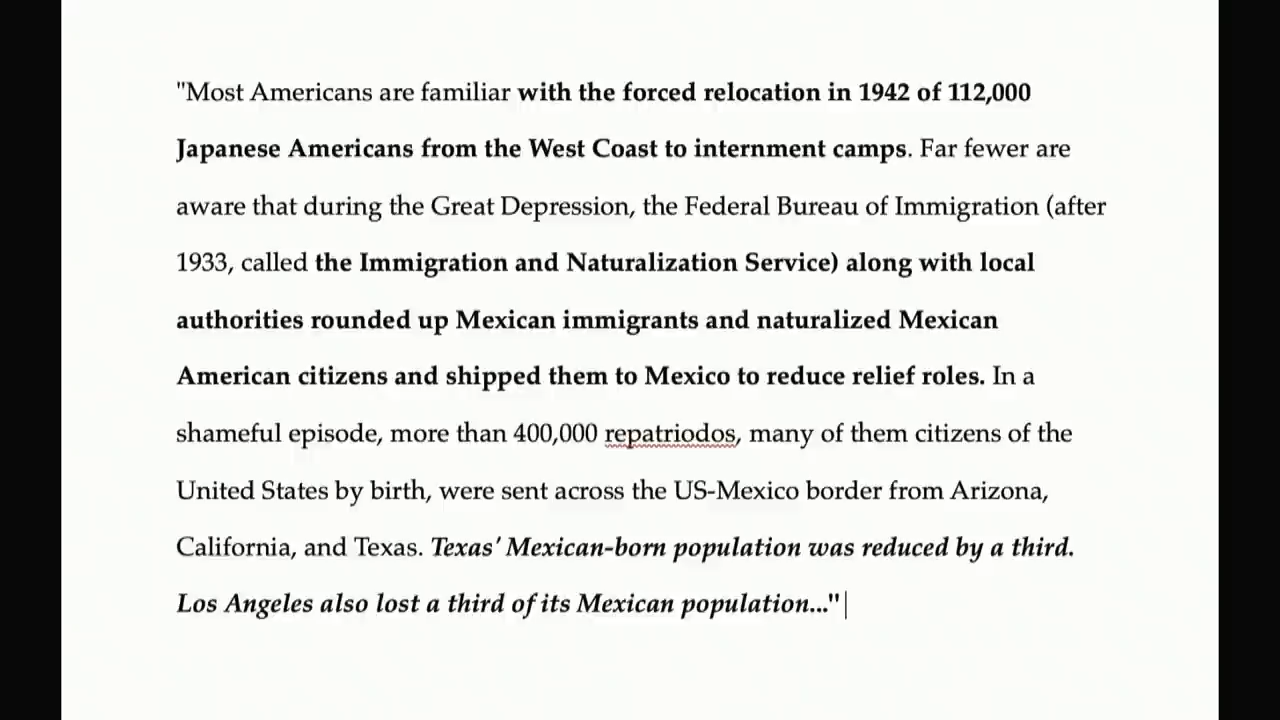 "Most Americans are familiar with the forced relocation in 1942 of 112,000
Japanese Americans from the West Coast to internment camps. Far fewer are
aware that during the Great Depression, the Federal Bureau of Immigration (after
1933, called the Immigration and Naturalization Service) along with local
authorities rounded up Mexican immigrants and naturalized Mexican
American citizens and shipped them to Mexico to reduce relief roles. In a
shameful episode, more than 400,000 repatriodos, many of them citizens of the
United States by birth, were sent across the US-Mexico border from Arizona,
California, and Texas. Texas' Mexican-born population was reduced by a third.
Los Angeles also lost a third of its Mexican population..."